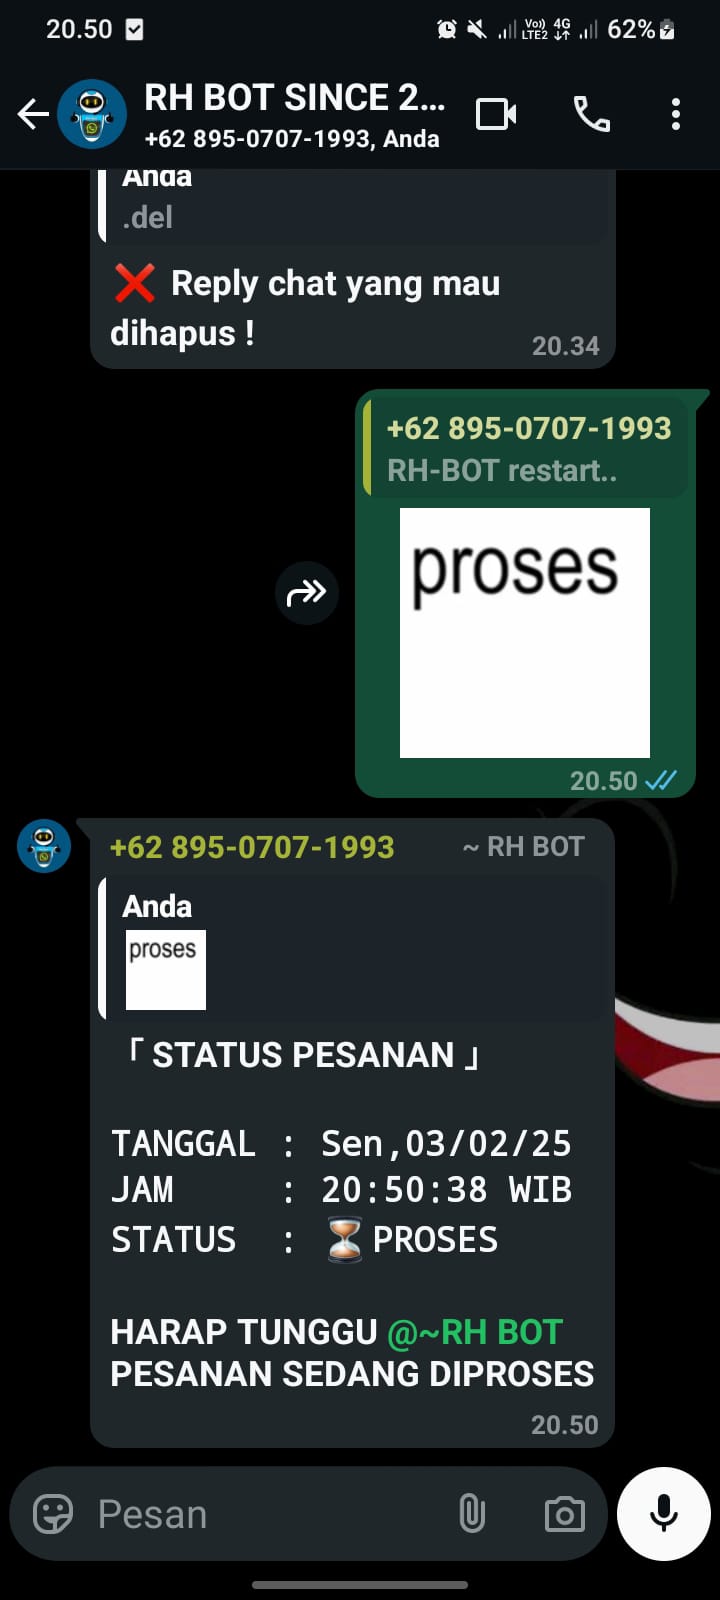 20.50
Vo)) 4G
LTE2
62%
RH BOT SINCE 2...
+62 895-0707-1993, Anda
Anda
.del
❌ Reply chat yang mau
dihapus !
20.34
+62 895-0707-1993
RH-BOT restart..
proses
20.50
+62 895-0707-1993 ~ RH BOT
Anda
proses
「 STATUS PESANAN 」
TANGGAL : Sen,03/02/25
JAM : 20:50:38 WIB
STATUS : ⏳PROSES
HARAP TUNGGU @~RH BOT
PESANAN SEDANG DIPROSES
20.50
Pesan